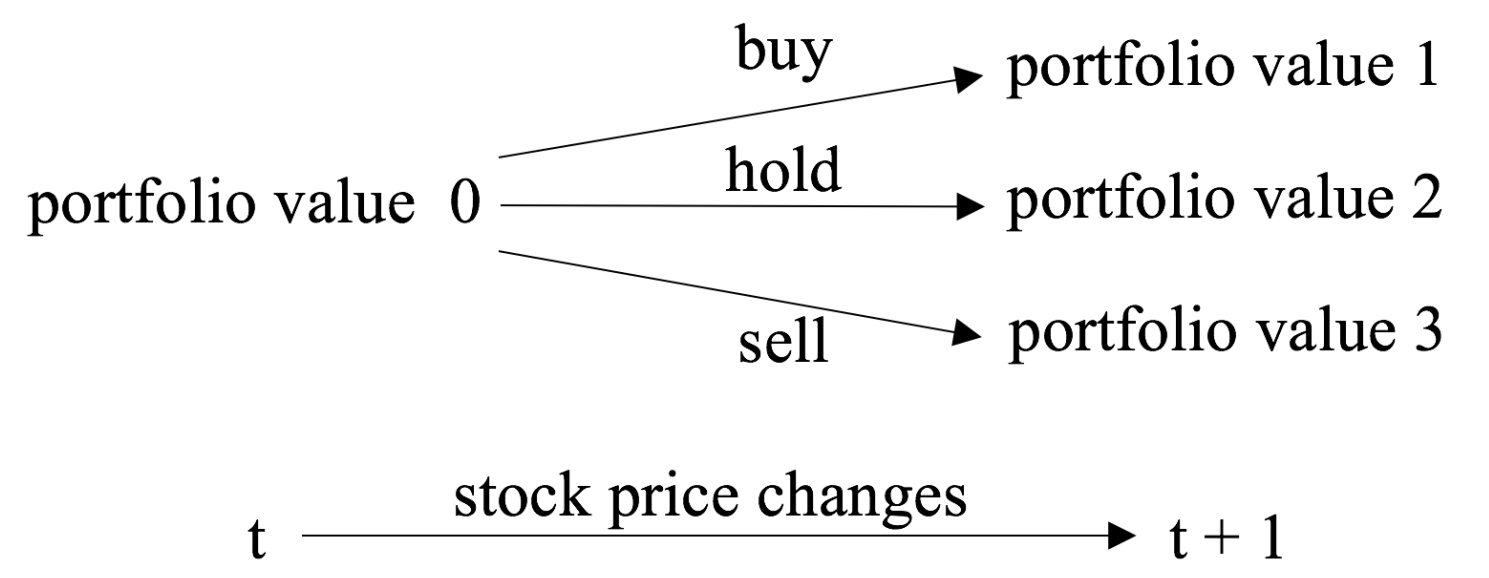 buy
portfolio value 1
hold
portfolio value 0
portfolio value 2
sell
portfolio value 3
stock price changes
t
t + 1